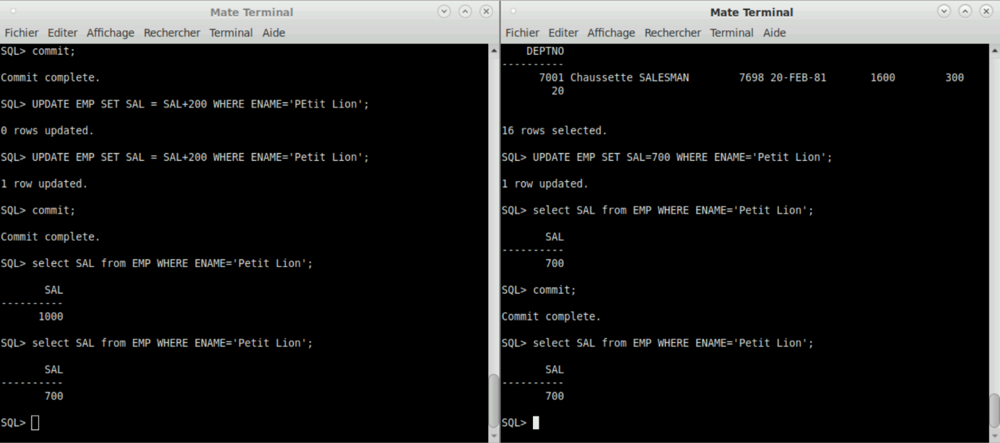 Mate Terminal
Fichier Editer Affichage Rechercher Terminal Aide
SQL> commit;
Commit complete.
SQL> UPDATE EMP SET SAL = SAL+200 WHERE ENAME='PEtit Lion';
0 rows updated.
SQL> UPDATE EMP SET SAL = SAL+200 WHERE ENAME='Petit Lion';
1 row updated.
SQL> commit;
Commit complete.
SQL> select SAL from EMP WHERE ENAME='Petit Lion';
SAL
----------
1000
SQL> select SAL from EMP WHERE ENAME='Petit Lion';
SAL
----------
700
SQL>
Mate Terminal
Fichier Editer Affichage Rechercher Terminal Aide
DEPTNO
----------
7001 Chaussette SALESMAN 7698 20-FEB-81 1600 300
20
16 rows selected.
SQL> UPDATE EMP SET SAL=700 WHERE ENAME='Petit Lion';
1 row updated.
SQL> select SAL from EMP WHERE ENAME='Petit Lion';
SAL
----------
700
SQL> commit;
Commit complete.
SQL> select SAL from EMP WHERE ENAME='Petit Lion';
SAL
----------
700
SQL>